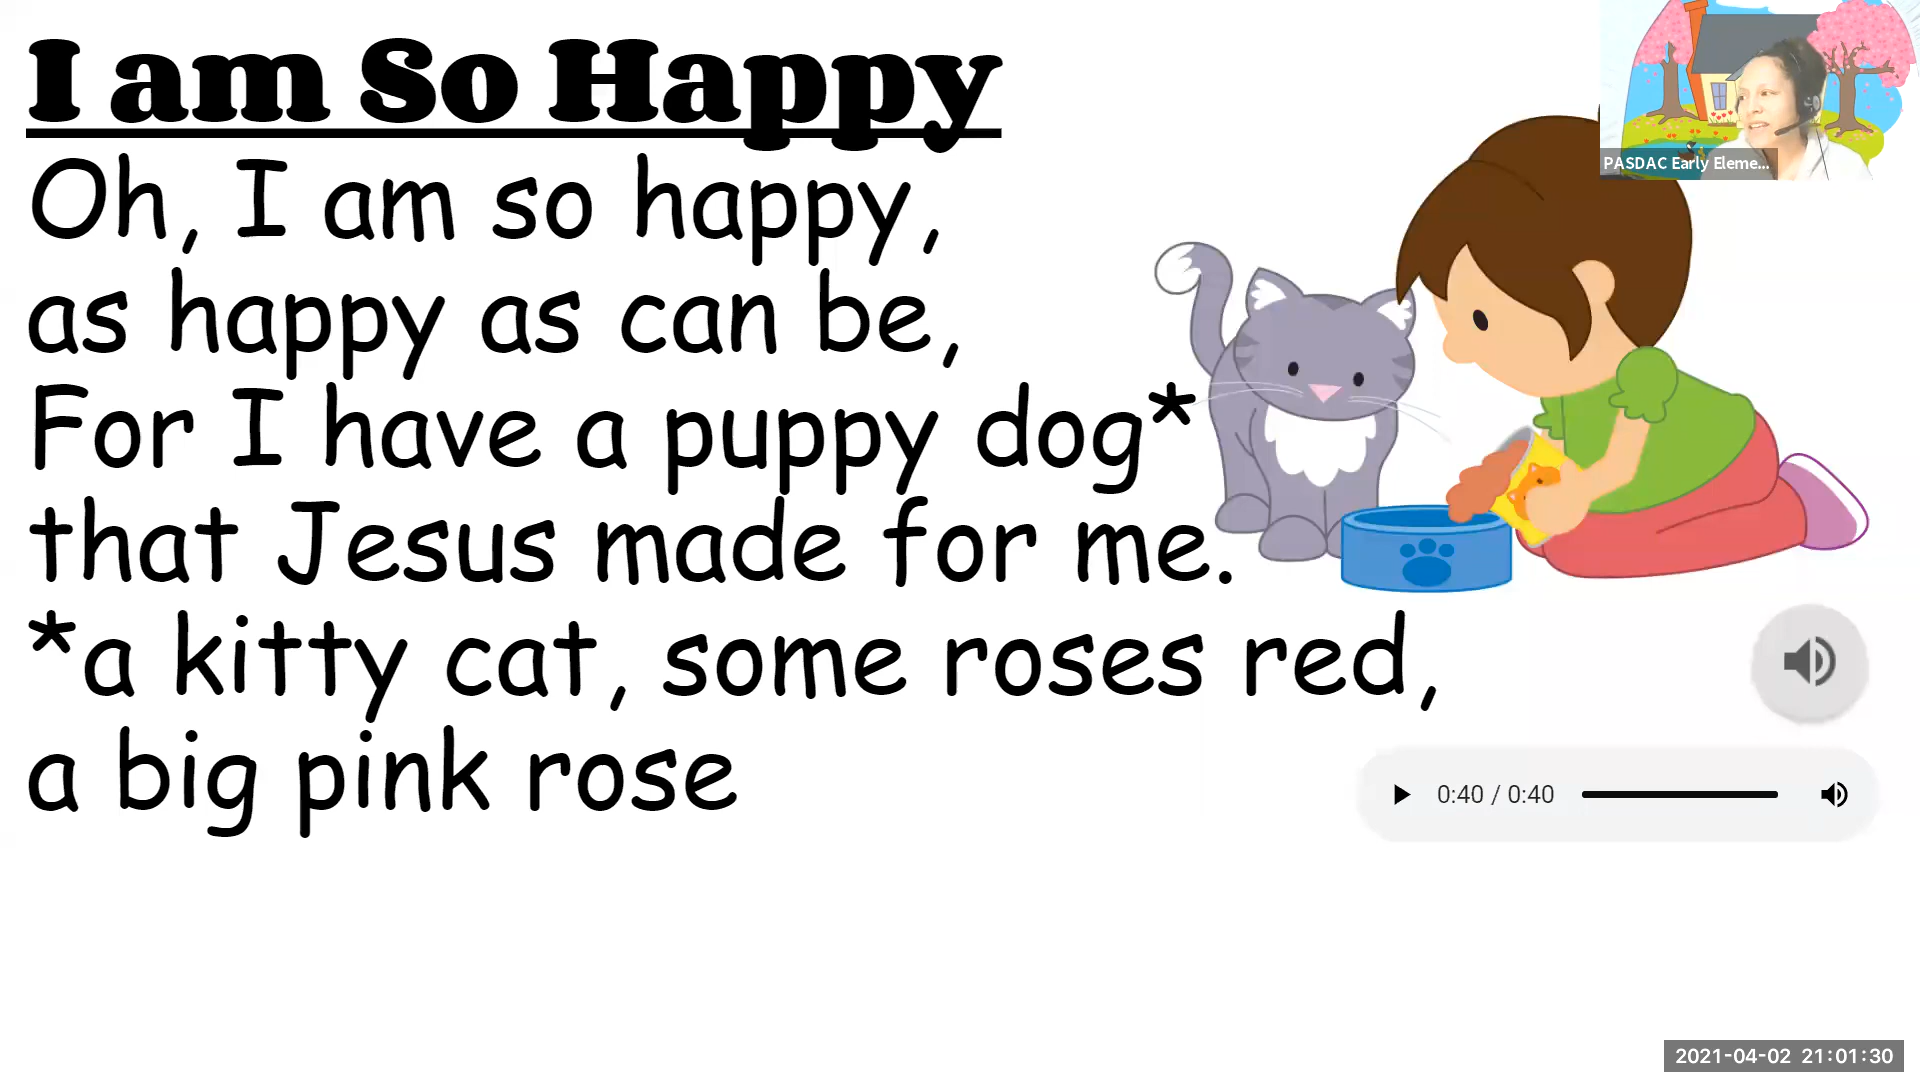 I am So Happy
Oh, I am so happy,
as happy as can be,
For I have a puppy dog*
that Jesus made for me.
*a kitty cat, some roses red,
a big pink rose
PASDAC Early Eleme...
0:40 / 0:40
2021-04-02 21:01:30